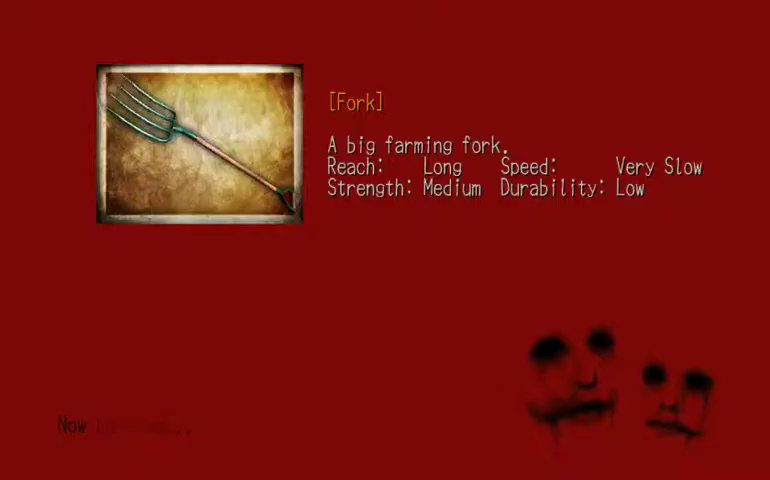 [Fork]
A big farming fork.
Reach: Long Speed: Very Slow
Strength: Medium Durability: Low
Now